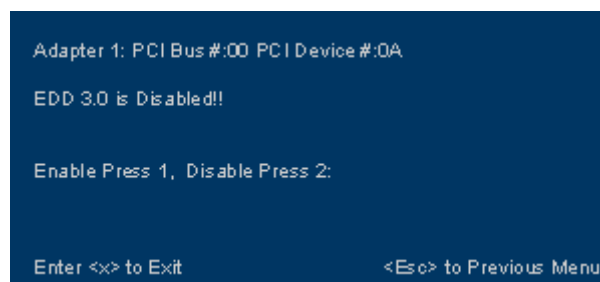 Adapter 1: PCI Bus #:00 PCI Device #:0A
EDD 3.0 is Disabled!!
Enable Press 1, Disable Press 2:
Enter <x> to Exit <Esc> to Previous Menu